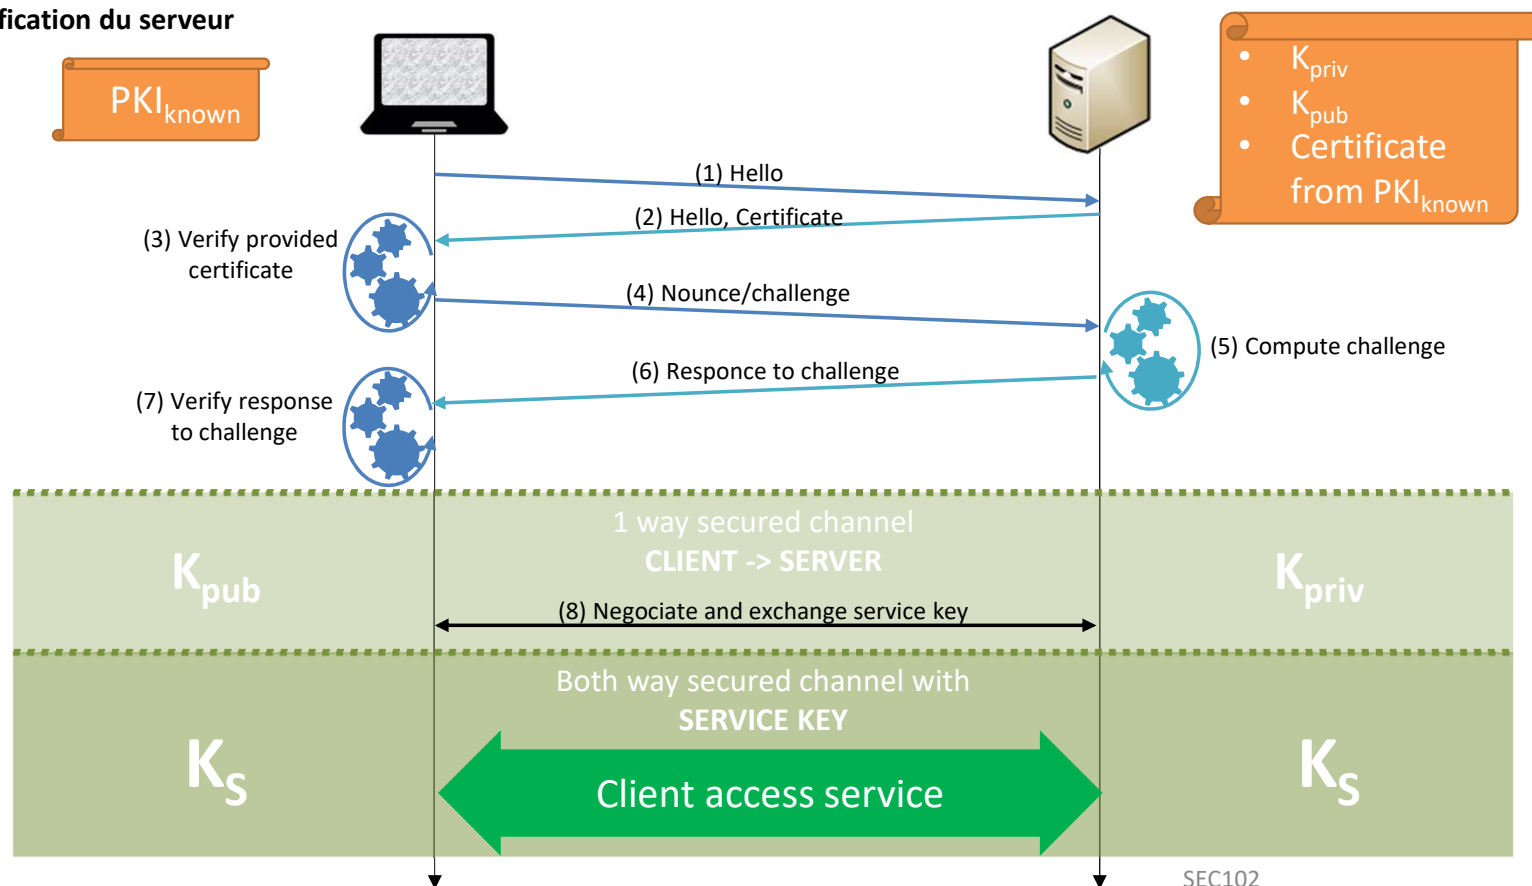 fication du serveur
PKIknown
• Kpriv
• Kpub
• Certificate
from PKIknown
(1) Hello
(2) Hello, Certificate
(3) Verify provided
certificate
(4) Nounce/challenge
(5) Compute challenge
(6) Responce to challenge
(7) Verify response
to challenge
1 way secured channel
CLIENT -> SERVER
Kpub
Kpriv
(8) Negociate and exchange service key
Both way secured channel with
SERVICE KEY
KS
KS
Client access service
SEC102